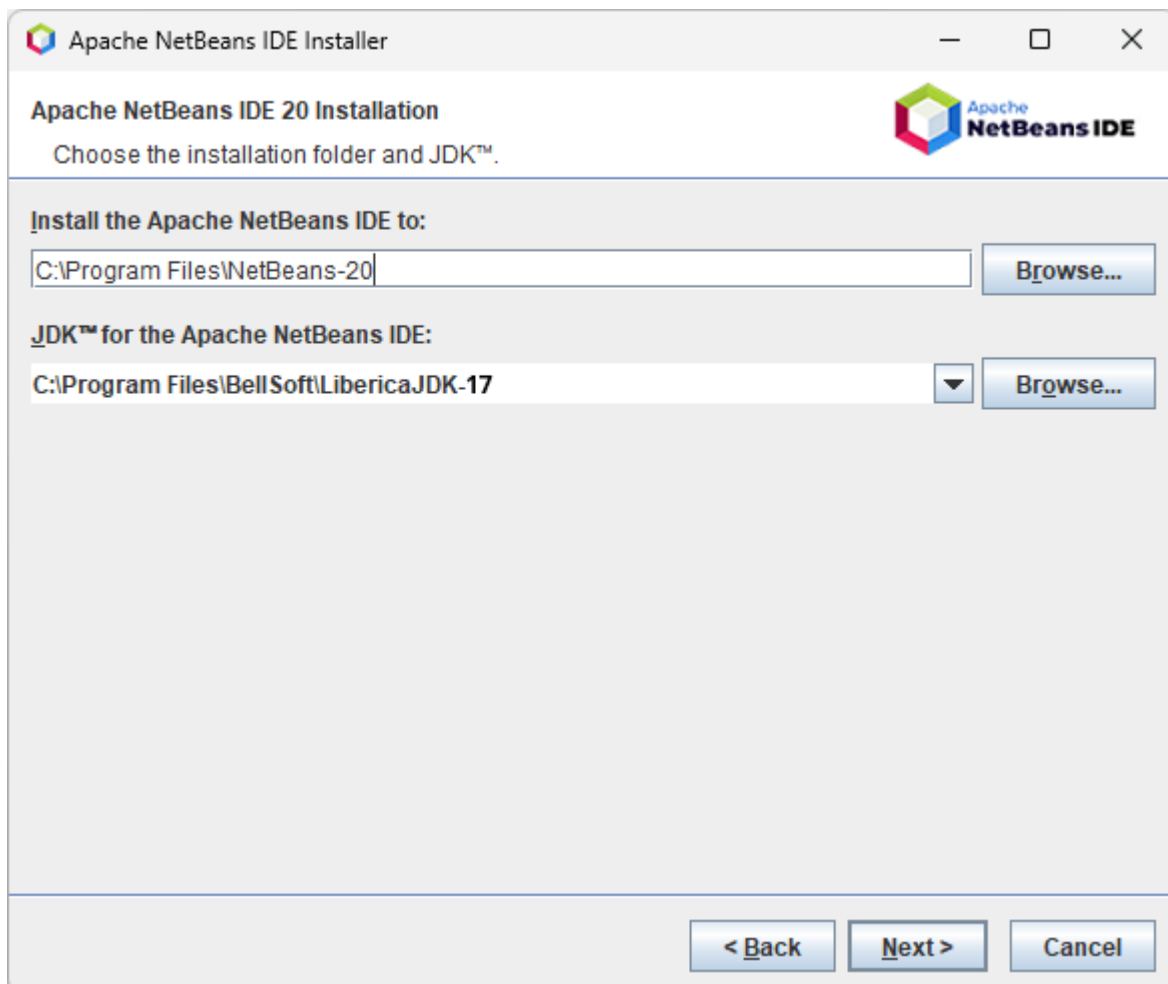 Apache NetBeans IDE Installer
Apache NetBeans IDE 20 Installation
Choose the installation folder and JDK™.
Apache
NetBeans IDE
Install the Apache NetBeans IDE to:
C:\Program Files\NetBeans-20
Browse...
JDK™ for the Apache NetBeans IDE:
C:\Program Files\BellSoft\LibericaJDK-17
Browse...
< Back
Next >
Cancel